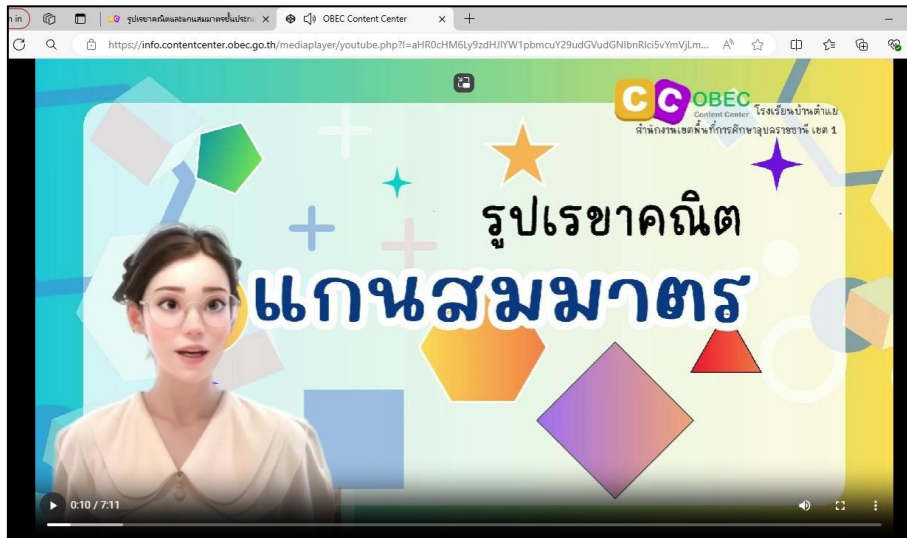 n in
รูปเรขาคณิตและแกนสมมาตรชั้นประถ
OBEC Content Center
https://info.contentcenter.obec.go.th/mediaplayer/youtube.php?l=aHR0cHM6Ly9zdHJlYW1pbmcuY29udGVudGNlbnRlci5vYmVjLm...
CC OBEC
Content Center
โรงเรียนบ้านตำแย
สำนักงานเขตพื้นที่การศึกษาอุบลราชธานี เขต 1
รูปเรขาคณิต
แกนสมมาตร
0:10 / 7:11